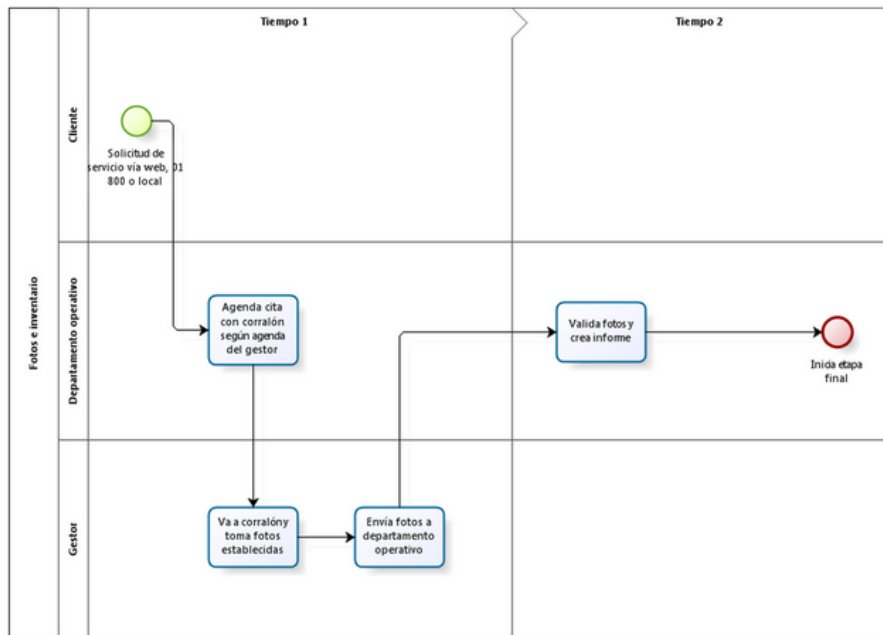 Tiempo 1
Tiempo 2
Fotos e inventario
Cliente
Solicitud de
servicio vía web, 01
800 o local
Departamento operativo
Agenda cita
con corralón
según agenda
del gestor
Valida fotos y
crea informe
Inicia etapa
final
Gestor
Va a corralón y
toma fotos
establecidas
Envía fotos a
departamento
operativo